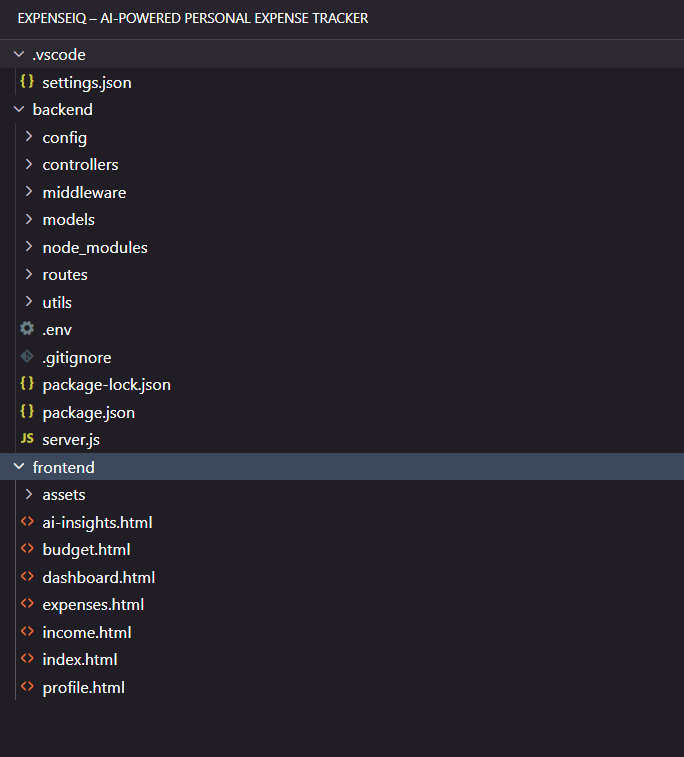 EXPENSEIQ – AI-POWERED PERSONAL EXPENSE TRACKER
.vscode
{} settings.json
backend
config
controllers
middleware
models
node_modules
routes
utils
.env
.gitignore
{} package-lock.json
{} package.json
JS server.js
frontend
assets
<> ai-insights.html
<> budget.html
<> dashboard.html
<> expenses.html
<> income.html
<> index.html
<> profile.html